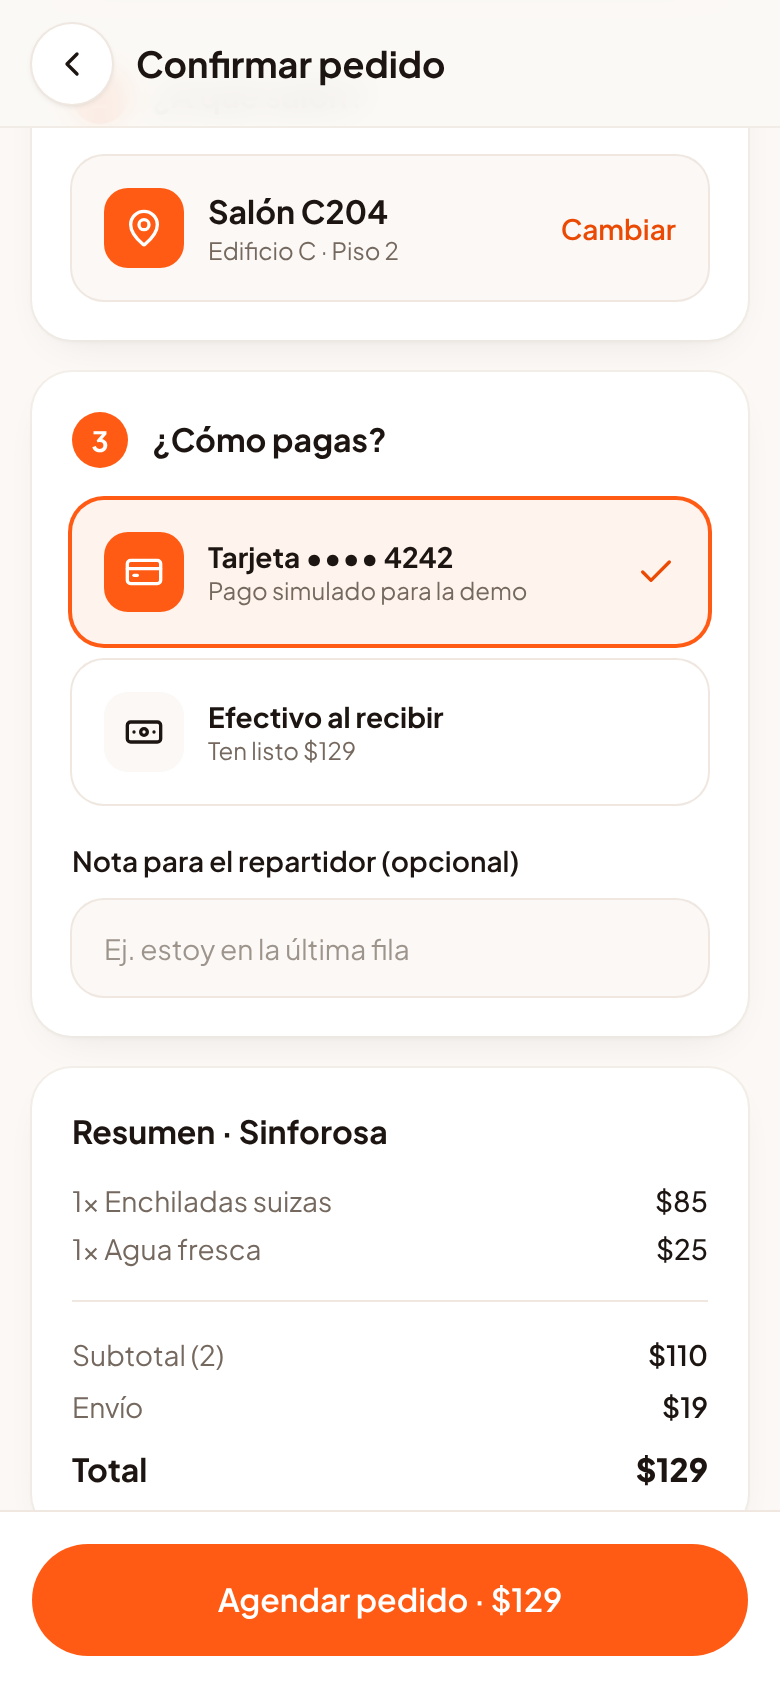 Confirmar pedido
Salón C204
Edificio C · Piso 2
Cambiar
3
¿Cómo pagas?
Tarjeta •••• 4242
Pago simulado para la demo
Efectivo al recibir
Ten listo $129
Nota para el repartidor (opcional)
Ej. estoy en la última fila
Resumen · Sinforosa
1× Enchiladas suizas $85
1× Agua fresca $25
Subtotal (2) $110
Envío $19
Total $129
Agendar pedido · $129